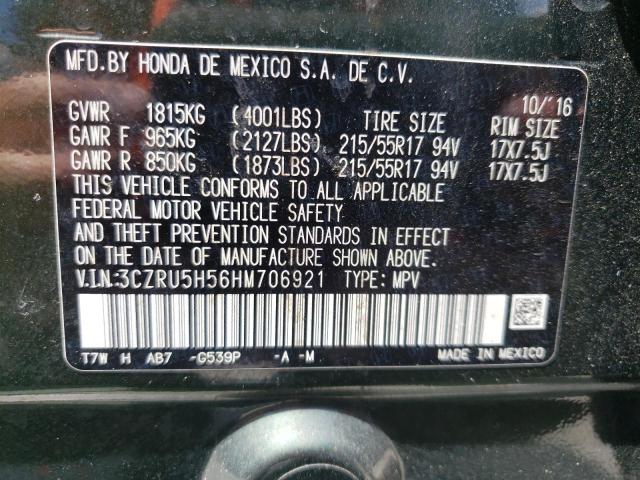 MFD.BY HONDA DE MEXICO S.A. DE C.V.
10/'16
GVWR 1815KG (4001LBS) TIRE SIZE RIM SIZE
GAWR F 965KG (2127LBS) 215/55R17 94V 17X7.5J
GAWR R 850KG (1873LBS) 215/55R17 94V 17X7.5J
THIS VEHICLE CONFORMS TO ALL APPLICABLE
FEDERAL MOTOR VEHICLE SAFETY
AND THEFT PREVENTION STANDARDS IN EFFECT
ON THE DATE OF MANUFACTURE SHOWN ABOVE.
V.I.N:3CZRU5H56HM706921 TYPE: MPV
T7W H AB7 -G539P -A -M MADE IN MEXICO